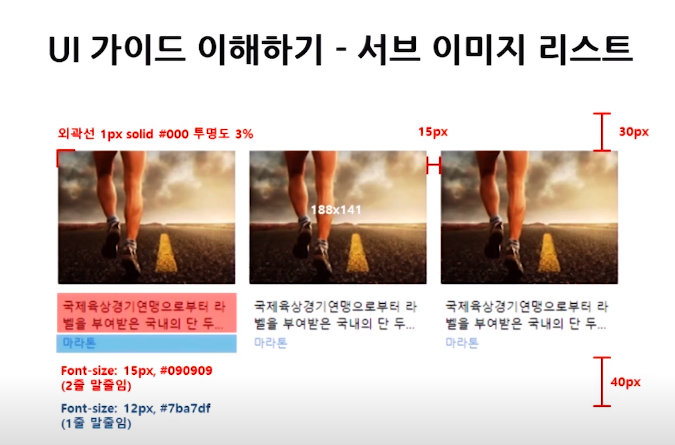 UI 가이드 이해하기 - 서브 이미지 리스트
외곽선 1px solid #000 투명도 3%
15px
30px
188x141
국제육상경기연맹으로부터 라
벨을 부여받은 국내의 단 두...
마라톤
국제육상경기연맹으로부터 라
벨을 부여받은 국내의 단 두...
마라톤
국제육상경기연맹으로부터 라
벨을 부여받은 국내의 단 두...
마라톤
Font-size: 15px, #090909
(2줄 말줄임)
Font-size: 12px, #7ba7df
(1줄 말줄임)
40px